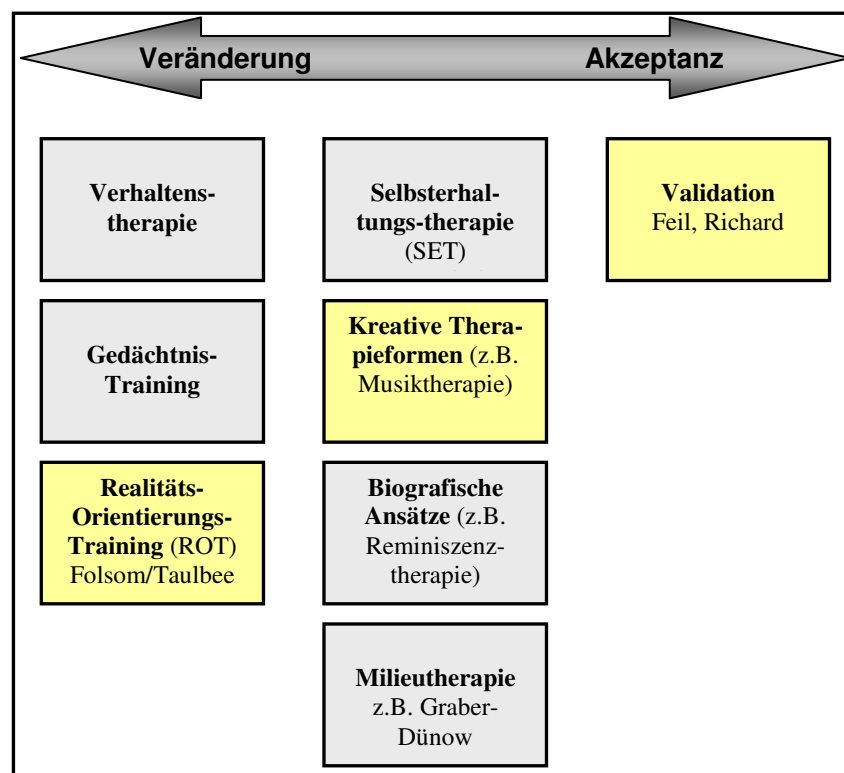 Veränderung
Akzeptanz
Verhaltens-
therapie
Selbsterhal-
tungs-therapie
(SET)
Validation
Feil, Richard
Gedächtnis-
Training
Kreative Thera-
pieformen (z.B.
Musiktherapie)
Realitäts-
Orientierungs-
Training (ROT)
Folsom/Taulbee
Biografische
Ansätze (z.B.
Reminiszenz-
therapie)
Milieutherapie
z.B. Graber-
Dünow